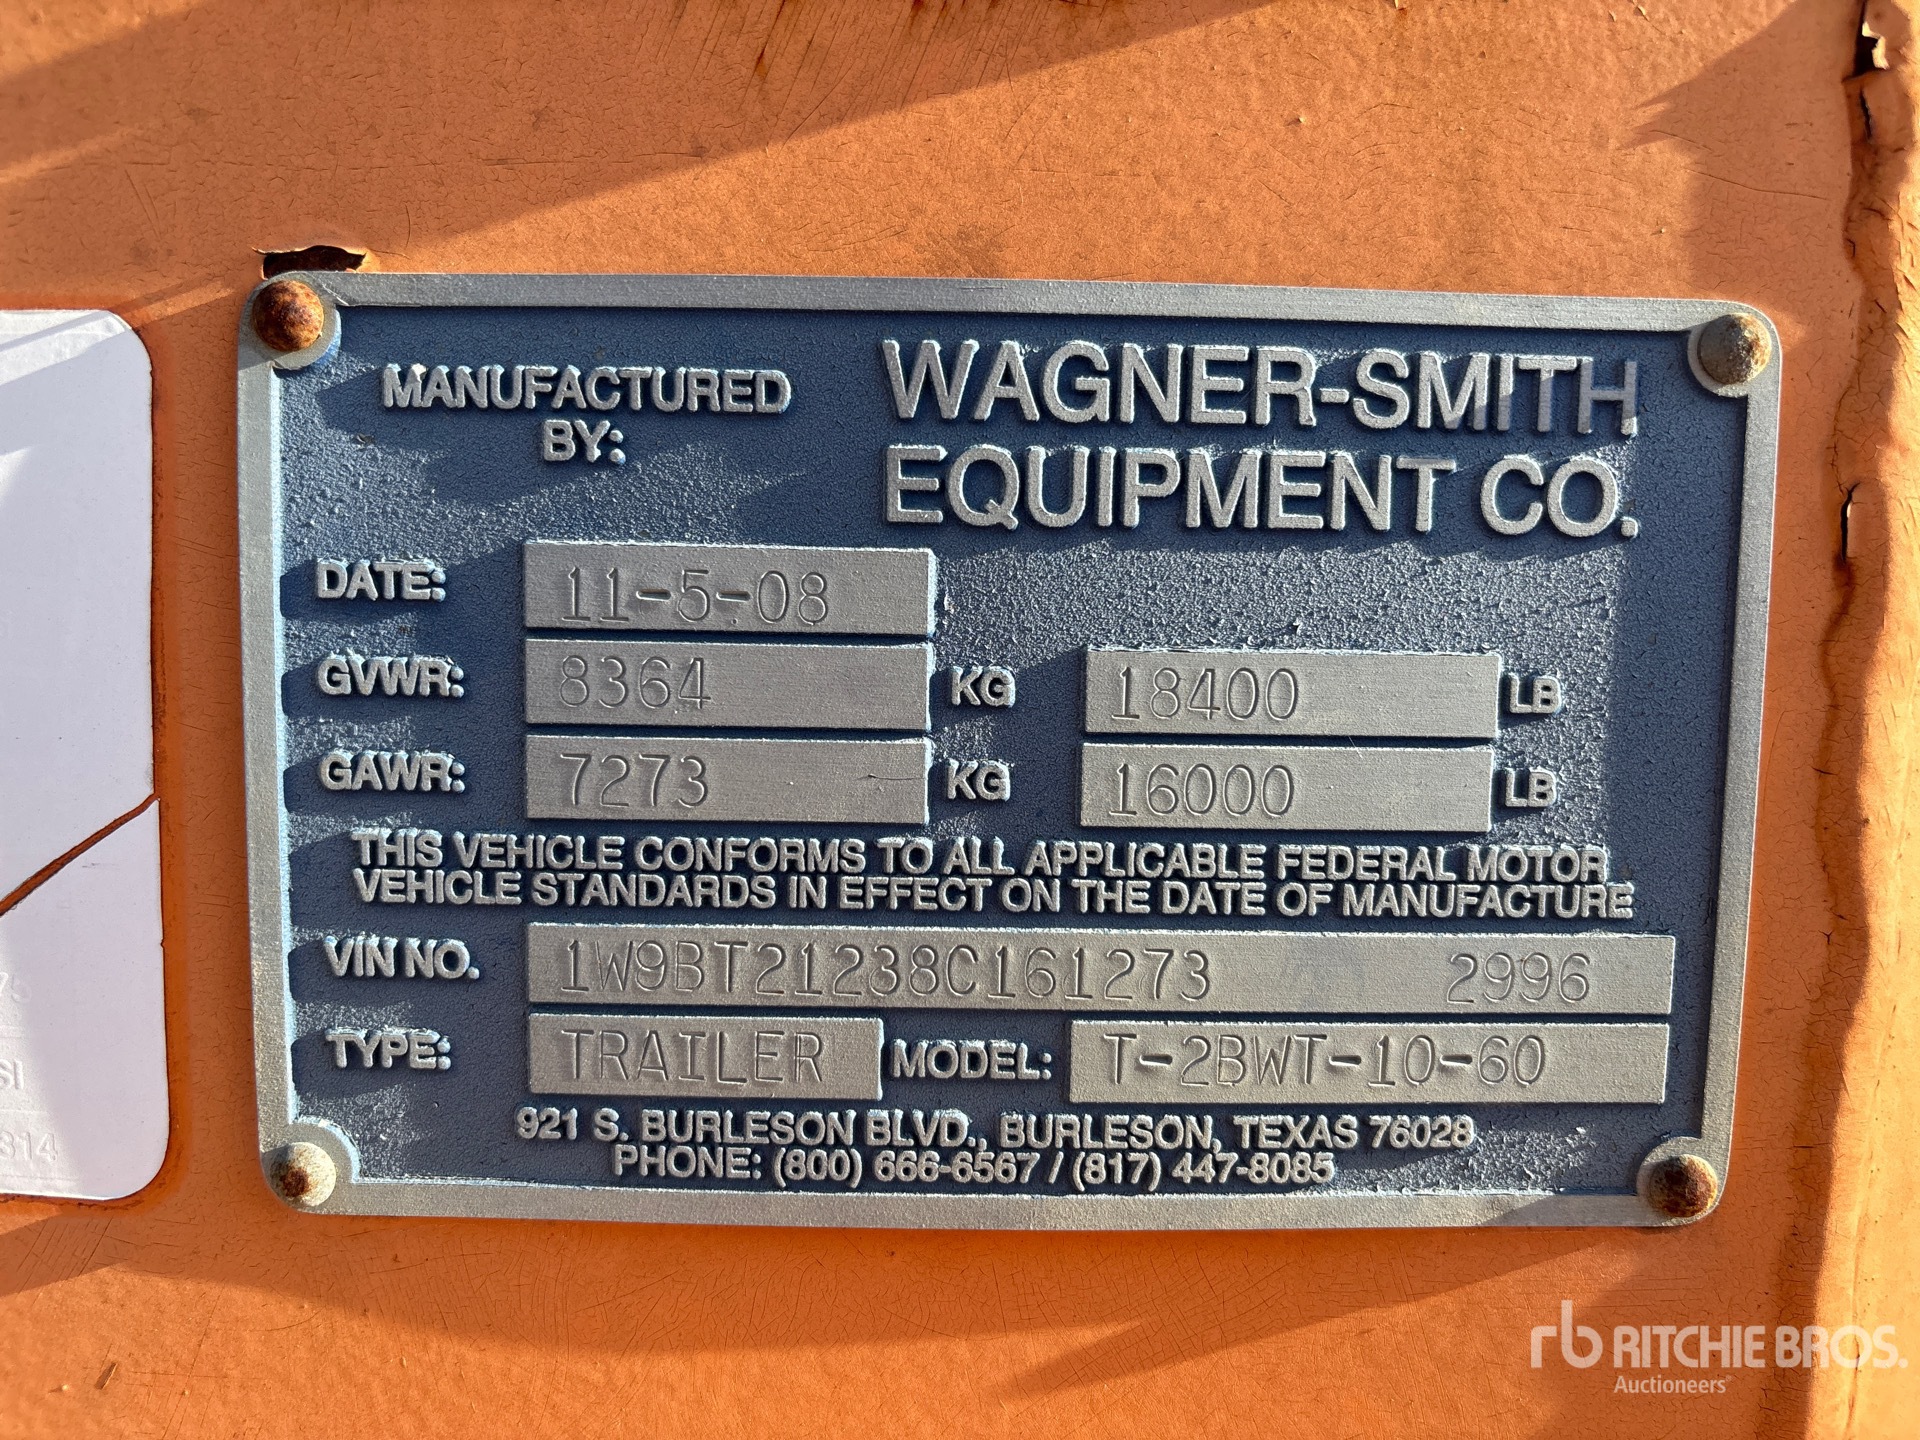 MANUFACTURED
BY:
WAGNER-SMITH
EQUIPMENT CO.
DATE: 11-5-08
GVWR: 8364 KG 18400 LB
GAWR: 7273 KG 16000 LB
THIS VEHICLE CONFORMS TO ALL APPLICABLE FEDERAL MOTOR
VEHICLE STANDARDS IN EFFECT ON THE DATE OF MANUFACTURE
VIN NO. 1W9BT21238C161273 2996
TYPE: TRAILER MODEL: T-2BWT-10-60
921 S. BURLESON BLVD., BURLESON, TEXAS 76028
PHONE: (800) 666-6567 / (817) 447-8085
rb RITCHIE BROS.
Auctioneers